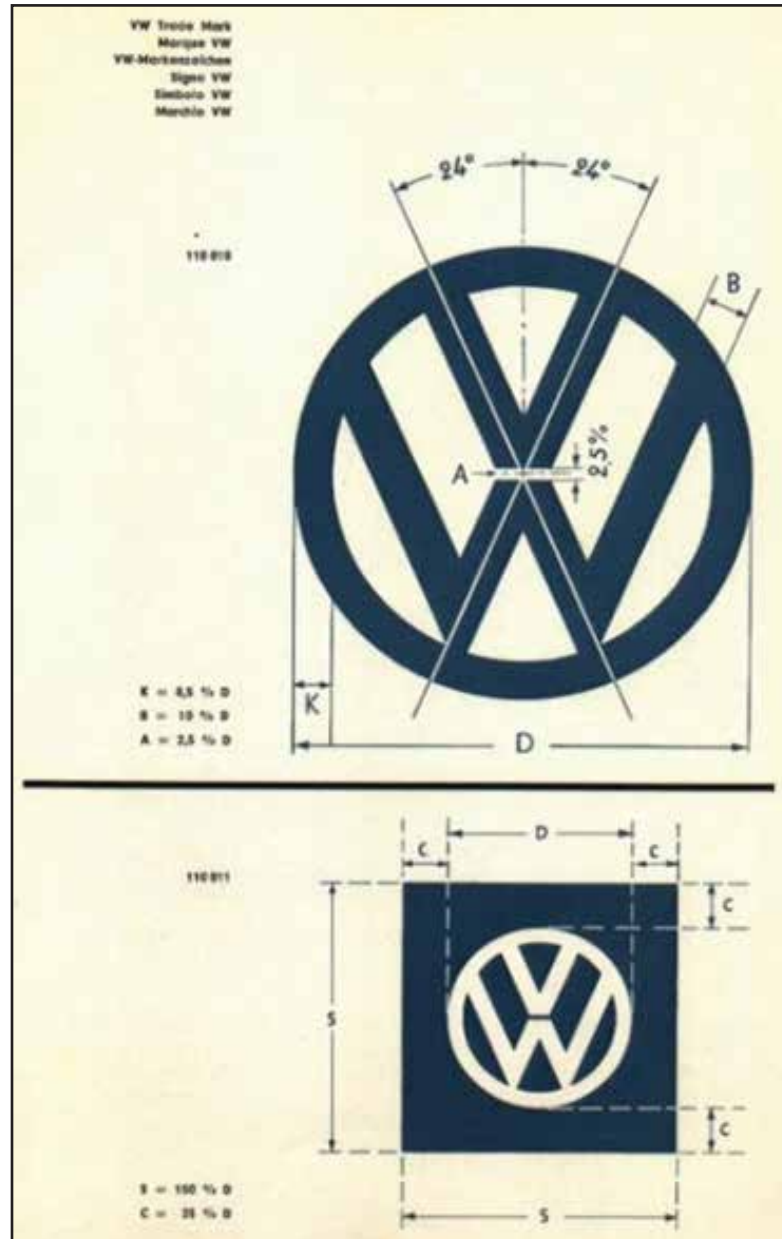 VW Trade Mark
Marque VW
VW-Markenzeichen
Signo VW
Simbolo VW
Marchio VW
24° 24°
110 010
B
2,5%
A
K
D
K = 8,5 % D
B = 10 % D
A = 2,5 % D
D
C C
110 011
C
S
VW
C
S
S = 150 % D
C = 25 % D